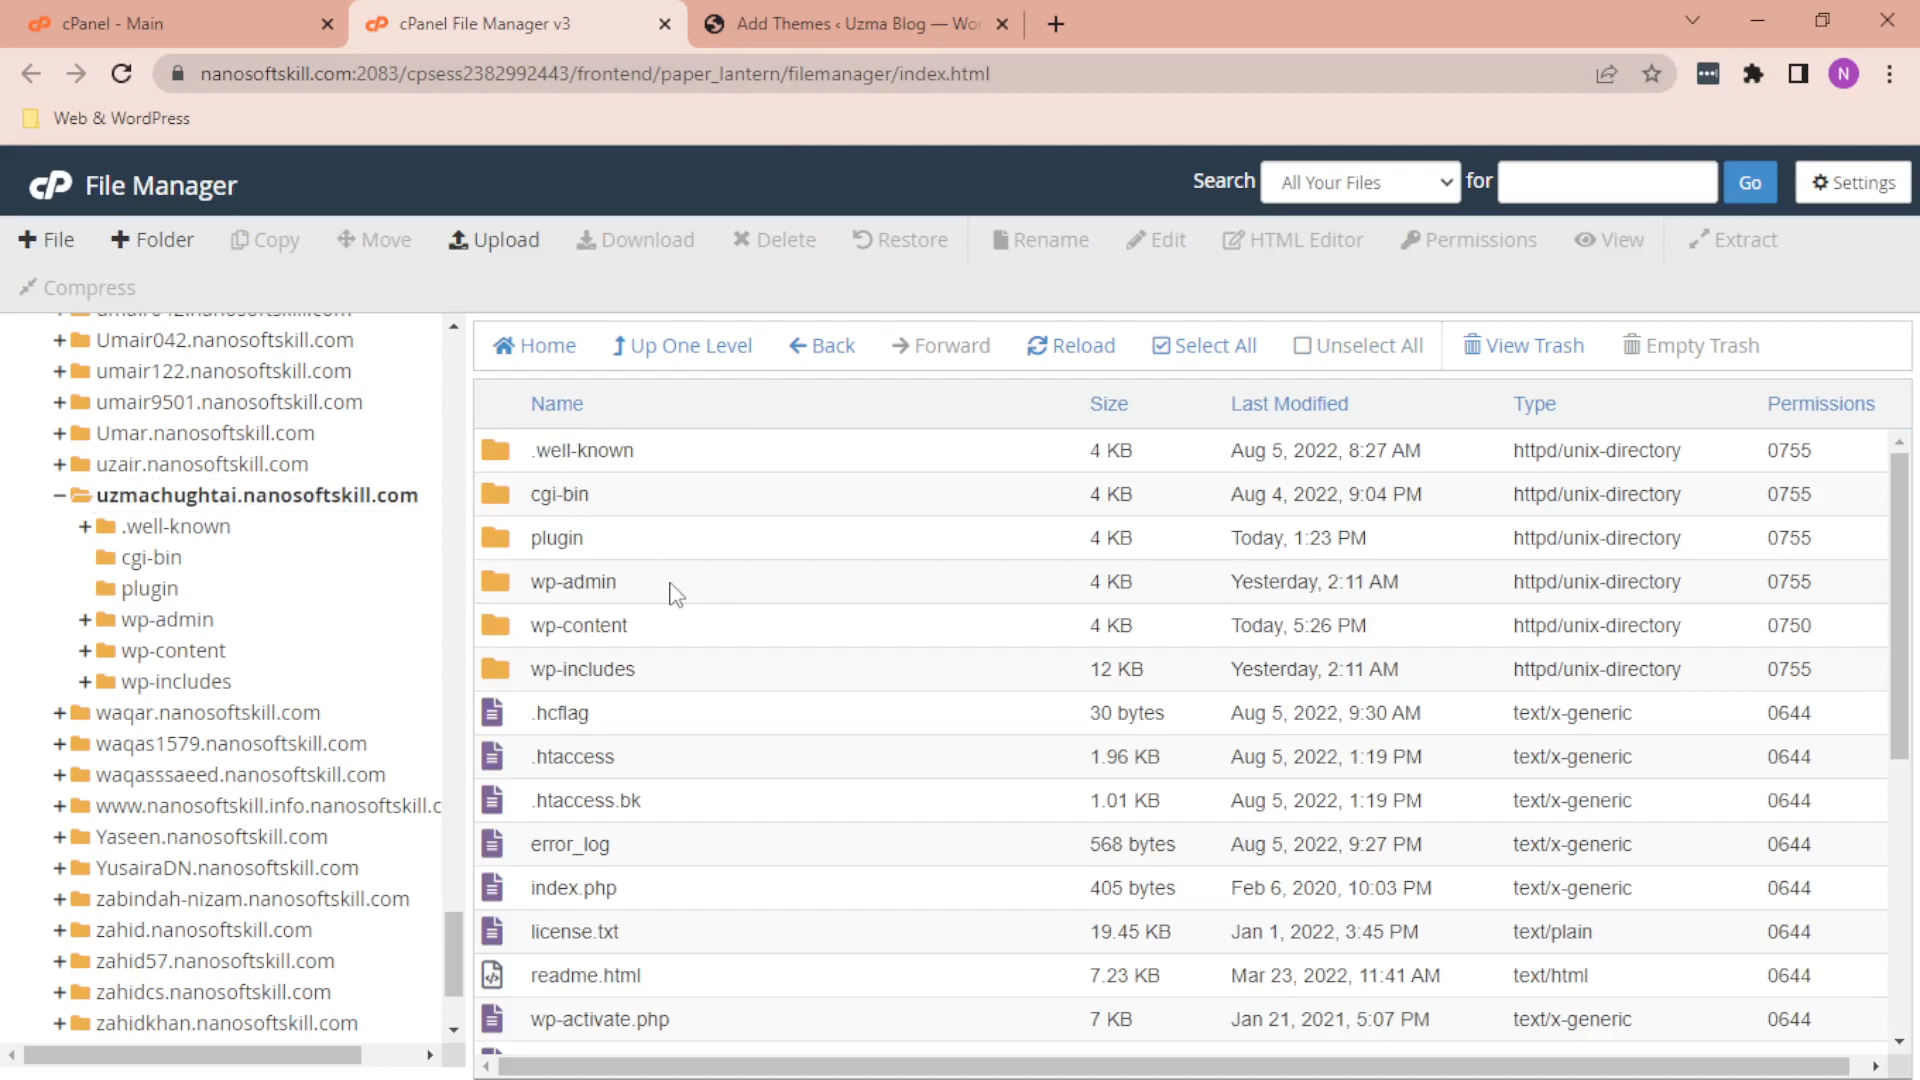 cPanel - Main
cPanel File Manager v3
Add Themes ‹ Uzma Blog — Wor
nanosoftskill.com:2083/cpsess2382992443/frontend/paper_lantern/filemanager/index.html
N
Web & WordPress
cP File Manager
Search All Your Files for Go Settings
File Folder Copy Move Upload Download Delete Restore Rename Edit HTML Editor Permissions View Extract
Compress
Home Up One Level Back Forward Reload Select All Unselect All View Trash Empty Trash
Umair042.nanosoftskill.com
umair122.nanosoftskill.com
umair9501.nanosoftskill.com
Umar.nanosoftskill.com
uzair.nanosoftskill.com
uzmachughtai.nanosoftskill.com
.well-known
cgi-bin
plugin
wp-admin
wp-content
wp-includes
waqar.nanosoftskill.com
waqas1579.nanosoftskill.com
waqasssaeed.nanosoftskill.com
www.nanosoftskill.info.nanosoftskill.c
Yaseen.nanosoftskill.com
YusairaDN.nanosoftskill.com
zabindah-nizam.nanosoftskill.com
zahid.nanosoftskill.com
zahid57.nanosoftskill.com
zahidcs.nanosoftskill.com
zahidkhan.nanosoftskill.com
Name Size Last Modified Type Permissions
.well-known 4 KB Aug 5, 2022, 8:27 AM httpd/unix-directory 0755
cgi-bin 4 KB Aug 4, 2022, 9:04 PM httpd/unix-directory 0755
plugin 4 KB Today, 1:23 PM httpd/unix-directory 0755
wp-admin 4 KB Yesterday, 2:11 AM httpd/unix-directory 0755
wp-content 4 KB Today, 5:26 PM httpd/unix-directory 0750
wp-includes 12 KB Yesterday, 2:11 AM httpd/unix-directory 0755
.hcflag 30 bytes Aug 5, 2022, 9:30 AM text/x-generic 0644
.htaccess 1.96 KB Aug 5, 2022, 1:19 PM text/x-generic 0644
.htaccess.bk 1.01 KB Aug 5, 2022, 1:19 PM text/x-generic 0644
error_log 568 bytes Aug 5, 2022, 9:27 PM text/x-generic 0644
index.php 405 bytes Feb 6, 2020, 10:03 PM text/x-generic 0644
license.txt 19.45 KB Jan 1, 2022, 3:45 PM text/plain 0644
readme.html 7.23 KB Mar 23, 2022, 11:41 AM text/html 0644
wp-activate.php 7 KB Jan 21, 2021, 5:07 PM text/x-generic 0644